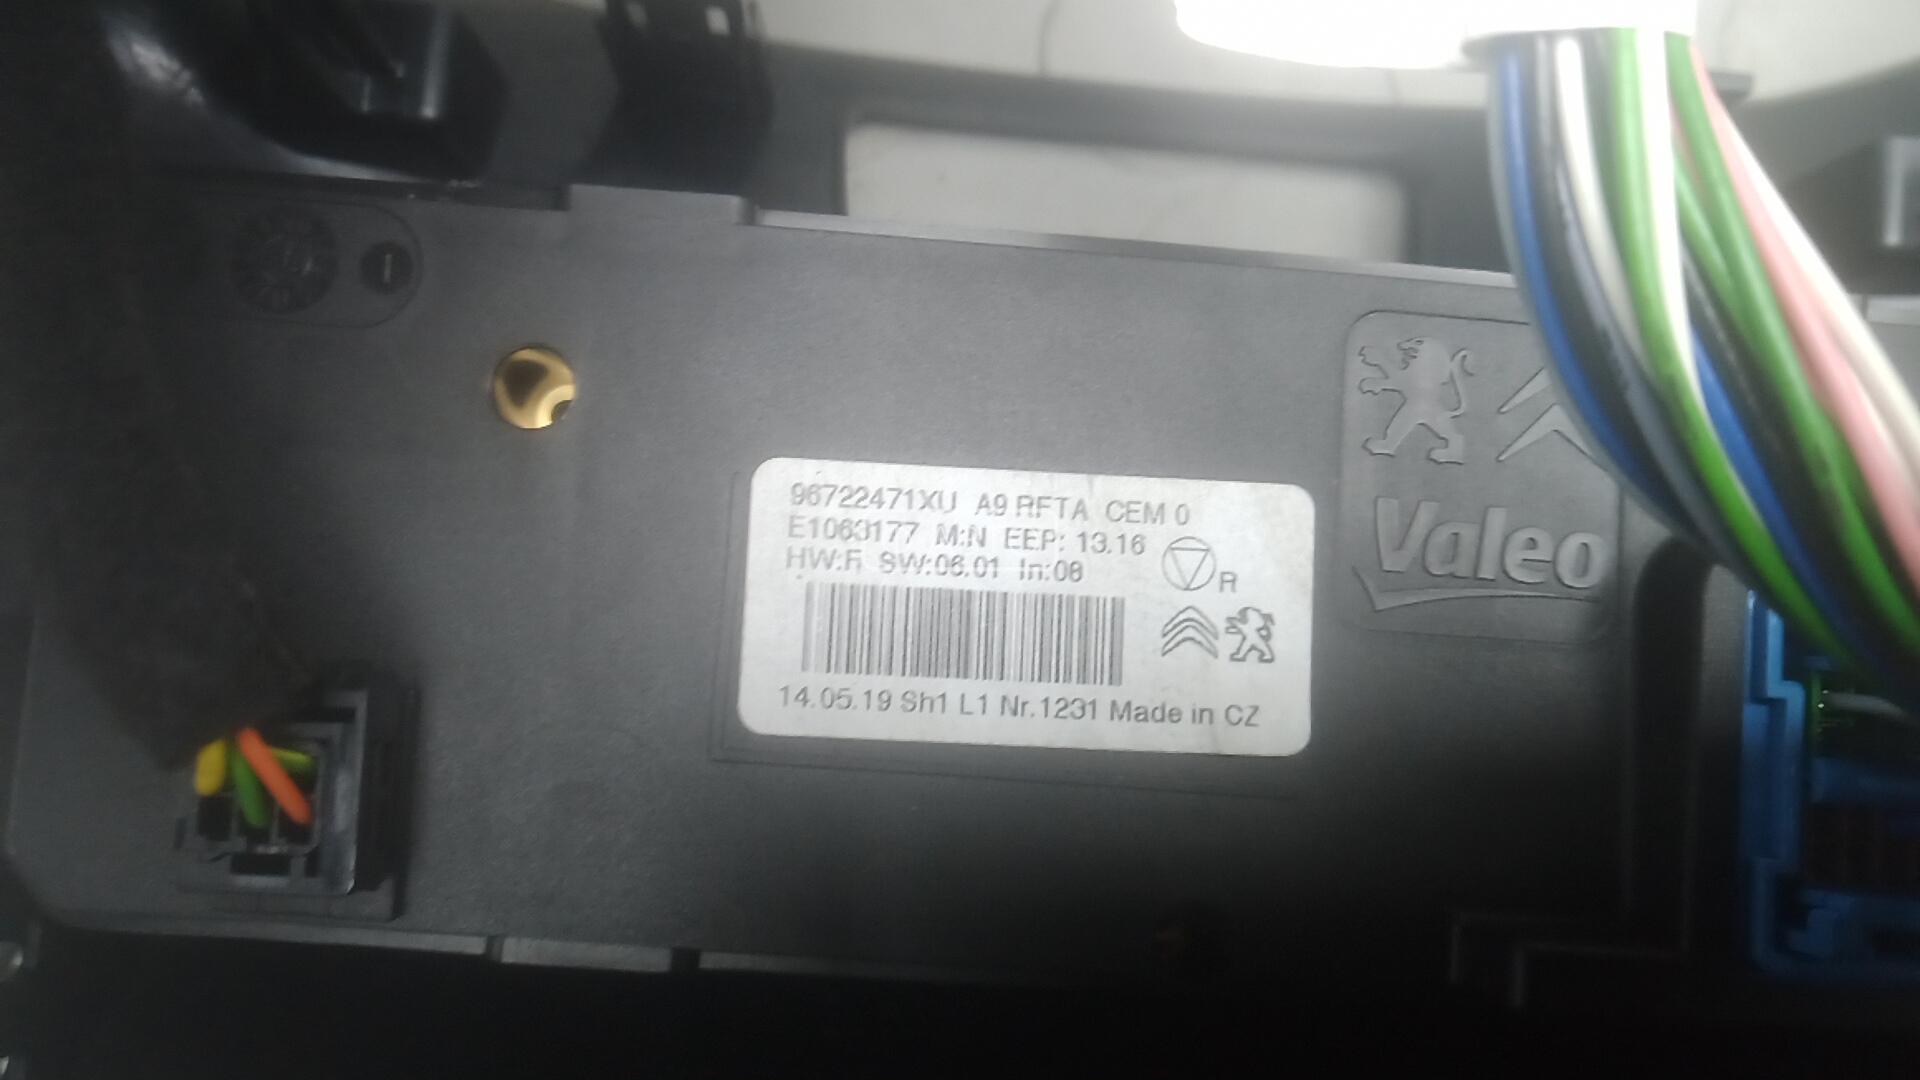 96722471XU A9 RFTA CEM 0
E1063177 M:N EEP: 13.16
HW:F SW:06.01 In:08
R
14.05.19 Sh1 L1 Nr.1231 Made in CZ
Valeo